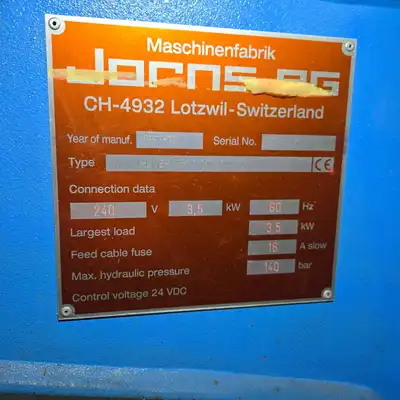 Maschinenfabrik
Jorns AG
CH-4932 Lotzwil-Switzerland
Year of manuf. Serial No.
Type CE
Connection data
240 V 3,5 kW 60 Hz
Largest load 3.5 kW
Feed cable fuse 16 A slow
Max. hydraulic pressure 140 bar
Control voltage 24 VDC